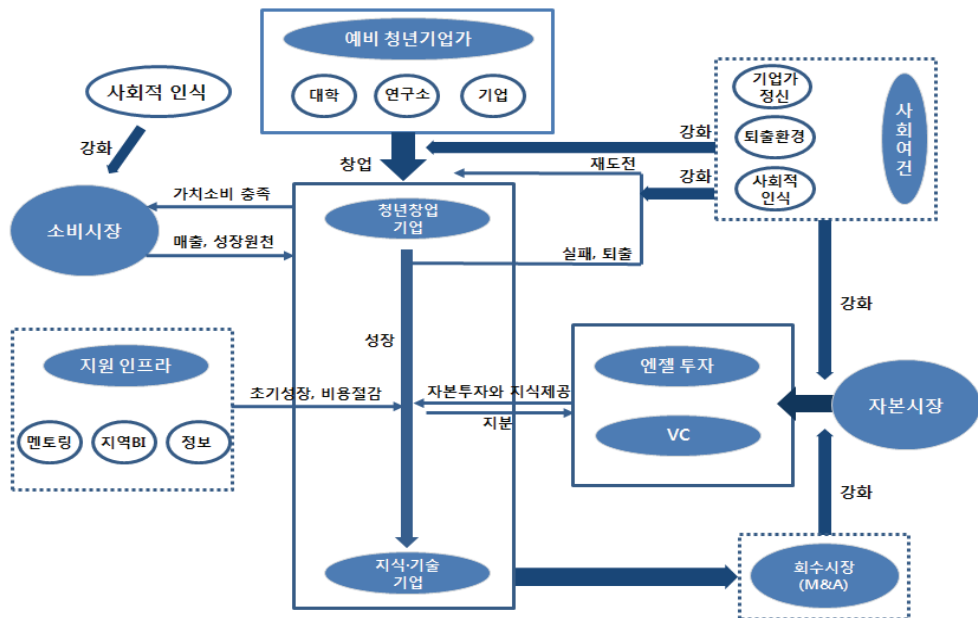 예비 청년기업가
대학
연구소
기업
사회적 인식
강화
창업
기업가
정신
퇴출환경
사회적
인식
사회여건
강화
재도전
강화
소비시장
가치소비 충족
매출, 성장원천
청년창업
기업
실패, 퇴출
강화
성장
지원 인프라
멘토링
지역BI
정보
초기성장, 비용절감
자본투자와 지식제공
지분
엔젤 투자
VC
자본시장
강화
지식·기술
기업
회수시장
(M&A)